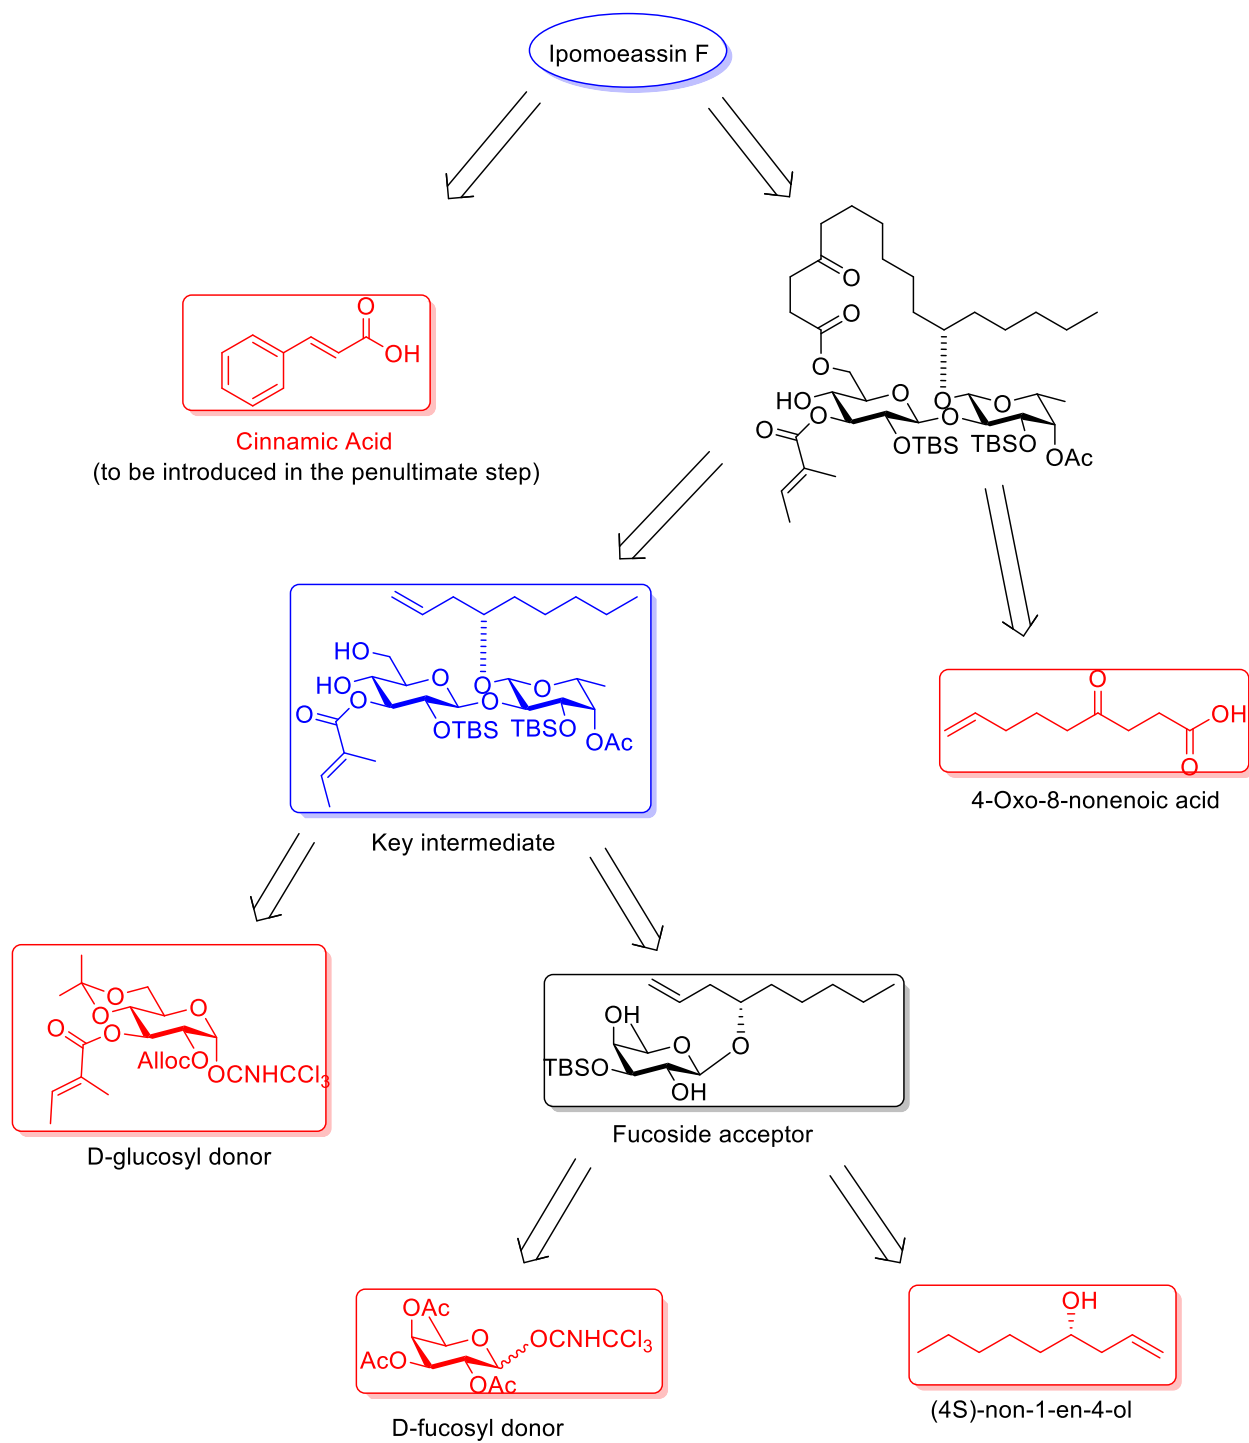 Ipomoeassin F
O
OH
Cinnamic Acid
(to be introduced in the penultimate step)
O
O
O
HO
O
O
O
O
O
O
OTBS
TBSO
OAc
HO
HO
O
O
O
O
O
O
OTBS
TBSO
OAc
Key intermediate
O
OH
O
4-Oxo-8-nonenoic acid
O
O
O
O
O
AllocO
OCNHCCl3
D-glucosyl donor
OH
O
O
TBSO
OH
Fucoside acceptor
OAc
O
OCNHCCl3
AcO
OAc
D-fucosyl donor
OH
(4S)-non-1-en-4-ol